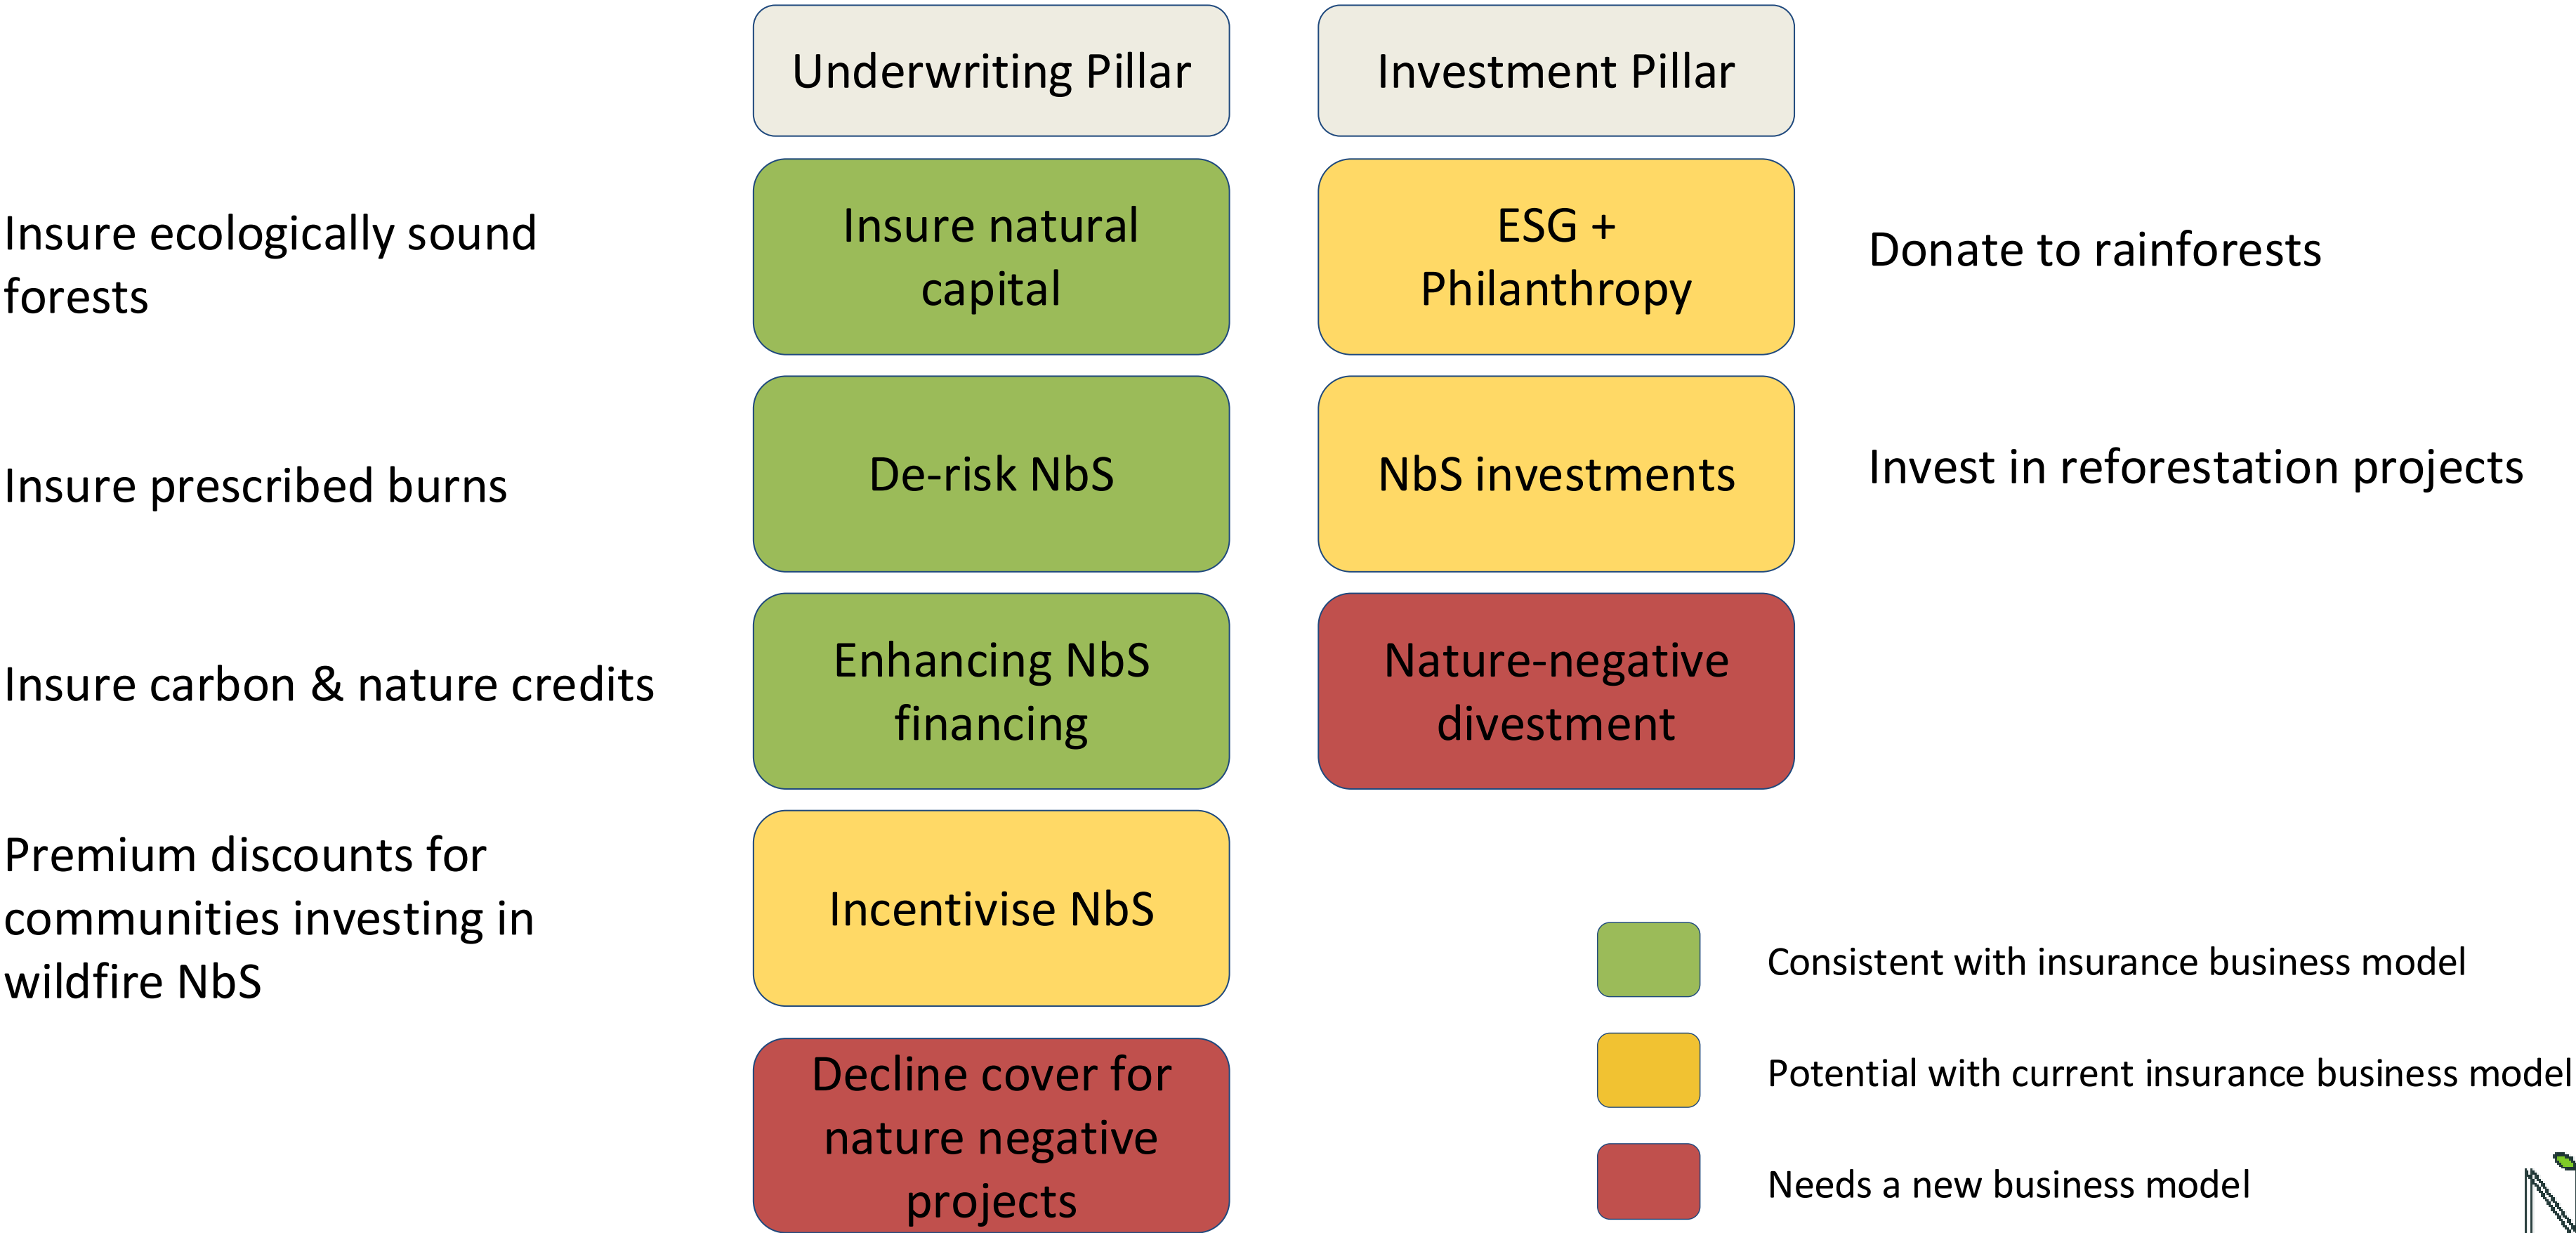 Underwriting Pillar
Investment Pillar
Insure ecologically sound
forests
Insure natural
capital
ESG +
Philanthropy
Donate to rainforests
Insure prescribed burns
De-risk NbS
NbS investments
Invest in reforestation projects
Insure carbon & nature credits
Enhancing NbS
financing
Nature-negative
divestment
Premium discounts for
communities investing in
wildfire NbS
Incentivise NbS
Decline cover for
nature negative
projects
Consistent with insurance business model
Potential with current insurance business model
Needs a new business model
N